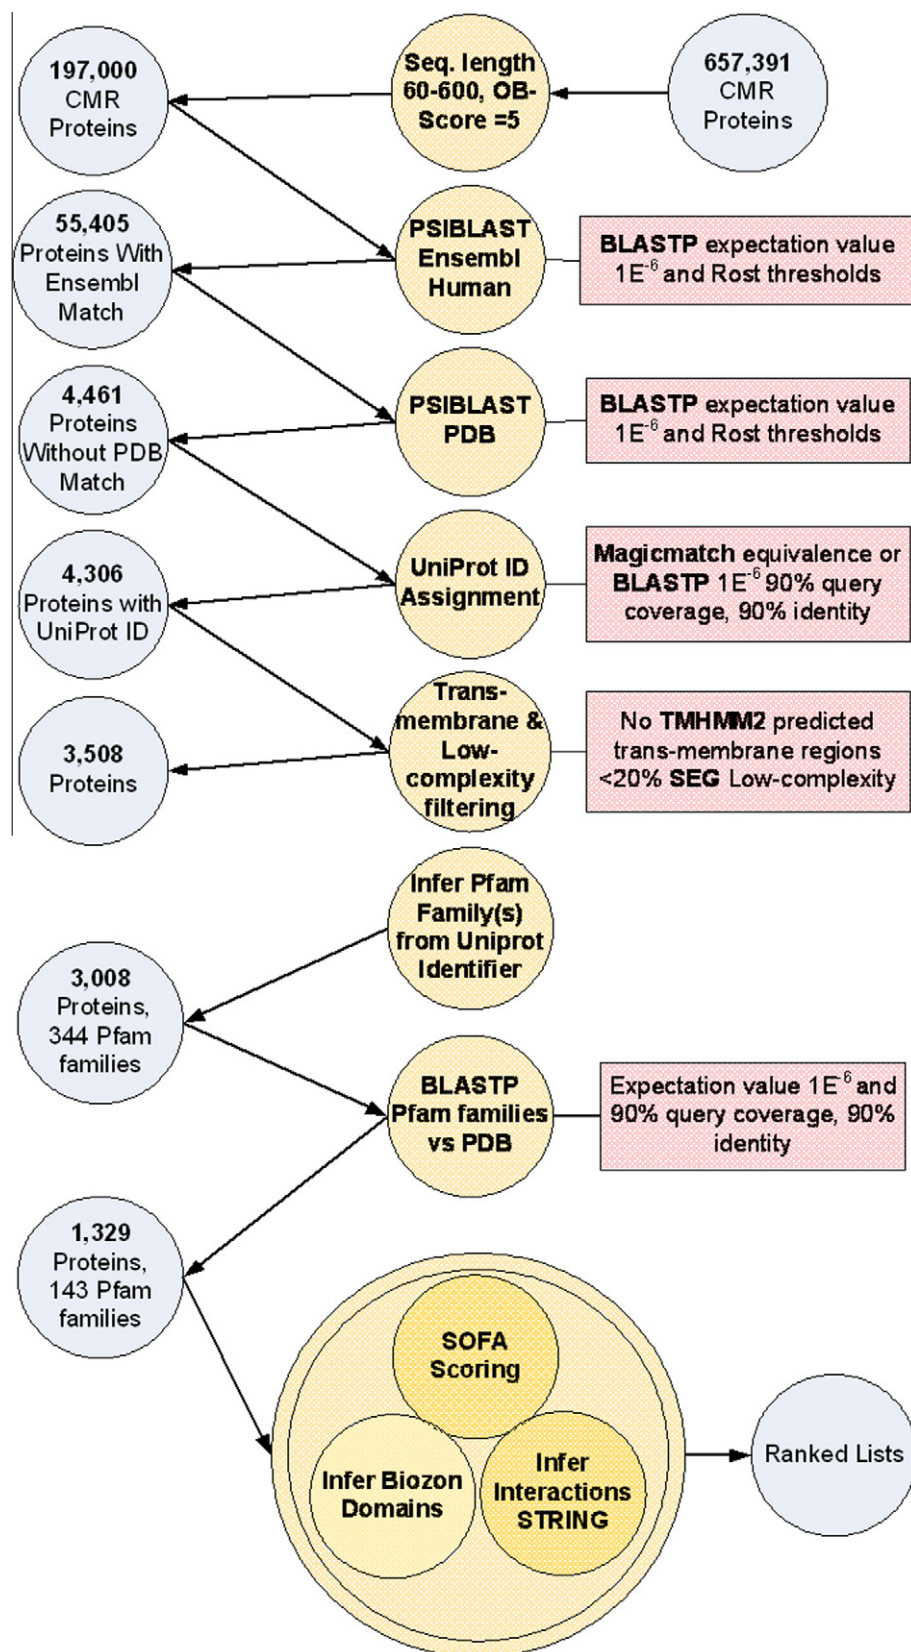 197,000
CMR
Proteins
Seq. length
60-600, OB-
Score =5
657,391
CMR
Proteins
55,405
Proteins With
Ensembl
Match
PSIBLAST
Ensembl
Human
BLASTP expectation value
1E⁻⁶ and Rost thresholds
4,461
Proteins
Without PDB
Match
PSIBLAST
PDB
BLASTP expectation value
1E⁻⁶ and Rost thresholds
4,306
Proteins with
UniProt ID
UniProt ID
Assignment
Magicmatch equivalence or
BLASTP 1E⁻⁶ 90% query
coverage, 90% identity
3,508
Proteins
Trans-
membrane &
Low-
complexity
filtering
No TMHMM2 predicted
trans-membrane regions
<20% SEG Low-complexity
Infer Pfam
Family(s)
from Uniprot
Identifier
3,008
Proteins,
344 Pfam
families
BLASTP
Pfam families
vs PDB
Expectation value 1E⁻⁶ and
90% query coverage, 90%
identity
1,329
Proteins,
143 Pfam
families
SOFA
Scoring
Infer Biozon
Domains
Infer
Interactions
STRING
Ranked Lists